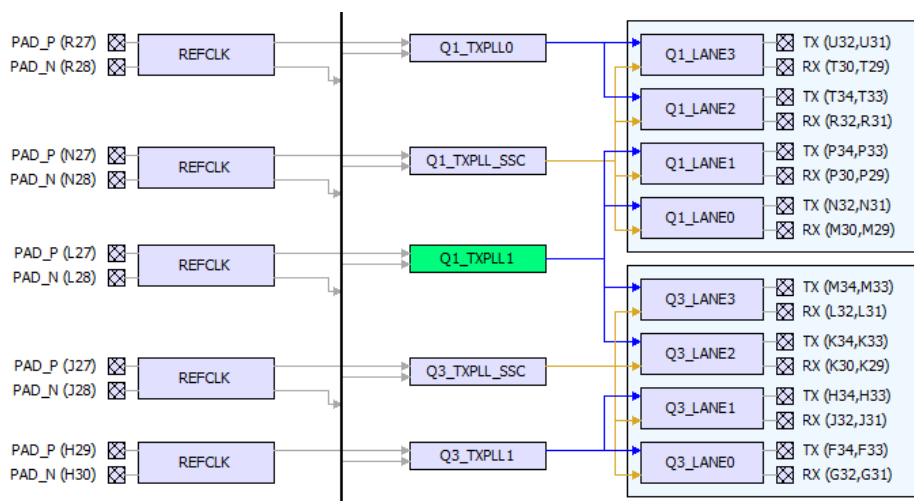 PAD_P (R27)
PAD_N (R28)
REFCLK
Q1_TXPLL0
Q1_LANE3
TX (U32,U31)
RX (T30,T29)
Q1_LANE2
TX (T34,T33)
RX (R32,R31)
PAD_P (N27)
PAD_N (N28)
REFCLK
Q1_TXPLL_SSC
Q1_LANE1
TX (P34,P33)
RX (P30,P29)
Q1_LANE0
TX (N32,N31)
RX (M30,M29)
PAD_P (L27)
PAD_N (L28)
REFCLK
Q1_TXPLL1
Q3_LANE3
TX (M34,M33)
RX (L32,L31)
Q3_LANE2
TX (K34,K33)
RX (K30,K29)
PAD_P (J27)
PAD_N (J28)
REFCLK
Q3_TXPLL_SSC
Q3_LANE1
TX (H34,H33)
RX (J32,J31)
PAD_P (H29)
PAD_N (H30)
REFCLK
Q3_TXPLL1
Q3_LANE0
TX (F34,F33)
RX (G32,G31)